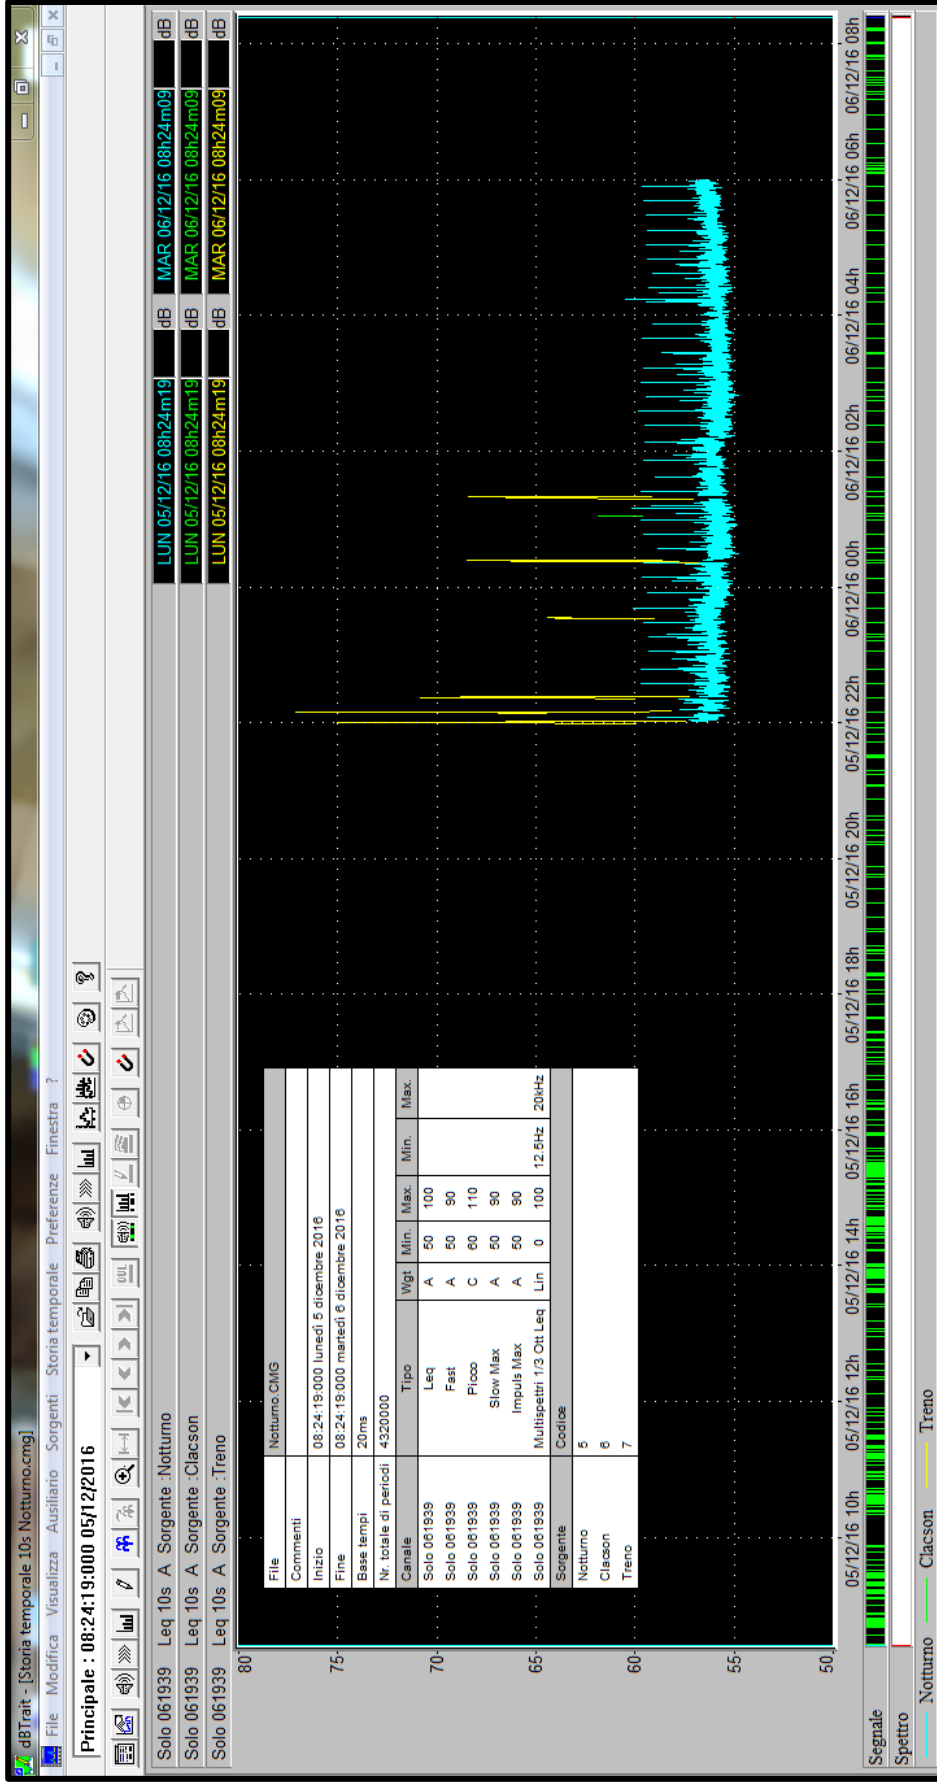 dBTrait - [Storia temporale 10s Notturno.cmg]
File Modifica Visualizza Ausiliario Sorgenti Storia temporale Preferenze Finestra ?
Principale : 08:24:19:000 05/12/2016
Solo 061939 Leq 10s A Sorgente :Notturno LUN 05/12/16 08h24m19 dB MAR 06/12/16 08h24m09 dB
Solo 061939 Leq 10s A Sorgente :Clacson LUN 05/12/16 08h24m19 dB MAR 06/12/16 08h24m09 dB
Solo 061939 Leq 10s A Sorgente :Treno LUN 05/12/16 08h24m19 dB MAR 06/12/16 08h24m09 dB
80
75
70
65
60
55
50
File Notturno.CMG
Commenti
Inizio 08:24:19:000 lunedì 5 dicembre 2016
Fine 08:24:19:000 martedì 6 dicembre 2016
Base tempi 20ms
Nr. totale di periodi 4320000
Canale Tipo Wgt Min. Max. Min. Max.
Solo 061939 Leq A 50 100
Solo 061939 Fast A 50 90
Solo 061939 Picco C 60 110
Solo 061939 Slow Max A 50 90
Solo 061939 Impuls Max A 50 90
Solo 061939 Multispettri 1/3 Ott Leq Lin 0 100 12.5Hz 20kHz
Sorgente Codice
Notturno 5
Clacson 6
Treno 7
05/12/16 10h 05/12/16 12h 05/12/16 14h 05/12/16 16h 05/12/16 18h 05/12/16 20h 05/12/16 22h 06/12/16 00h 06/12/16 02h 06/12/16 04h 06/12/16 06h 06/12/16 08h
Segnale
Spettro
Notturno Clacson Treno